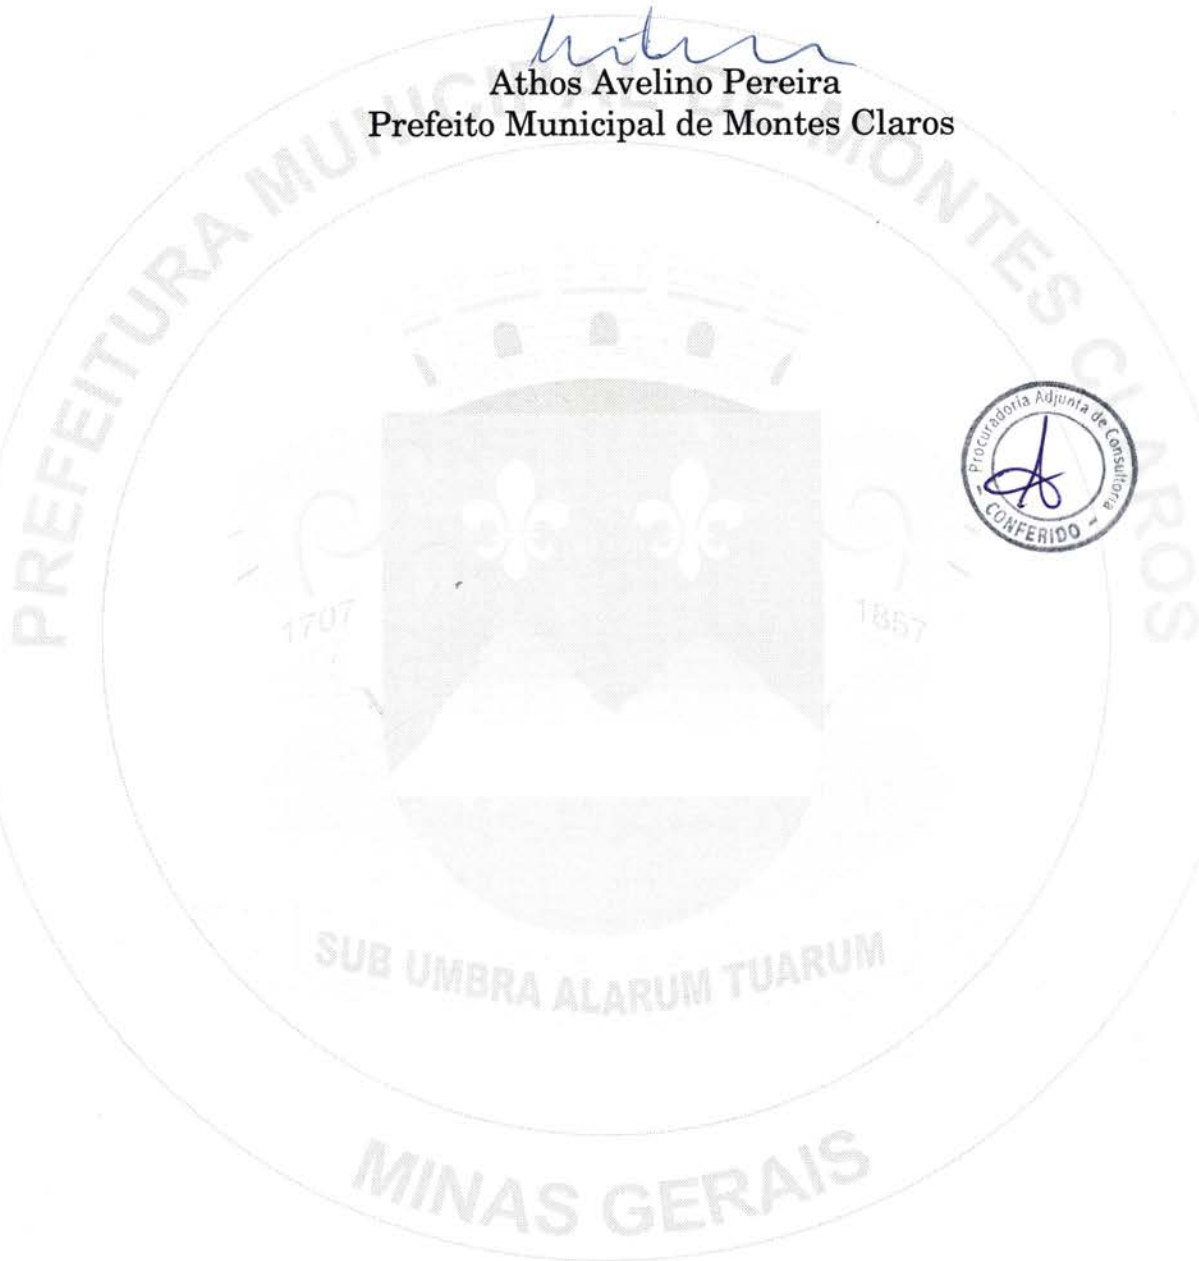 Athos Avelino Pereira
Prefeito Municipal de Montes Claros
PREFEITURA MUNICIPAL DE MONTES CLAROS
Procuradoria Adjunta de Consultoria
CONFERIDO
1707
1857
SUB UMBRA ALARUM TUARUM
MINAS GERAIS